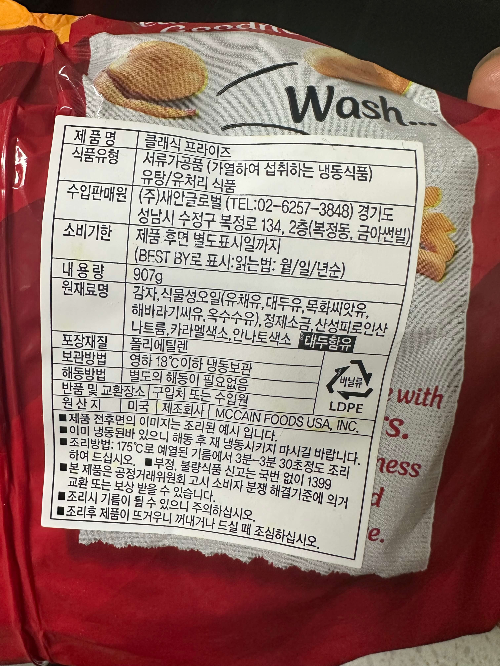 Goodn
Wash...
제품명 클래식 프라이즈
식품유형 서류가공품 (가열하여 섭취하는 냉동식품)
유탕/유처리 식품
수입판매원 (주)새안글로벌 (TEL:02-6257-3848) 경기도
성남시 수정구 복정로 134, 2층(복정동, 금아쎈빌)
소비기한 제품 후면 별도표시일까지
(BEST BY로 표시:읽는법: 월/일/년순)
내용량 907g
원재료명 감자,식물성오일(유채유,대두유,목화씨앗유,
해바라기씨유,옥수수유),정제소금,산성피로인산
나트륨,카라멜색소,안나토색소 대두함유
포장재질 폴리에틸렌
보관방법 영하 18℃이하 냉동보관
해동방법 별도의 해동이 필요없음
반품 및 교환장소 구입처 또는 수입원
원산지 미국 제조회사 MCCAIN FOODS USA, INC.
비닐류
LDPE
■제품 전후면의 이미지는 조리된 예시 입니다.
■이미 냉동된바 있으니 해동 후 재 냉동시키지 마시길 바랍니다.
■조리방법: 175℃로 예열된 기름에서 3분-3분 30초정도 조리
하여 드십시오. ■부정, 불량식품 신고는 국번 없이 1399
■본 제품은 공정거래위원회 고시 소비자 분쟁 해결기준에 의거
교환 또는 보상 받을 수 있습니다.
■조리시 기름이 튈 수 있으니 주의하십시오.
■조리후 제품이 뜨거우니 꺼내거나 드실 때 조심하십시오.
with
s.
ness
d
e.